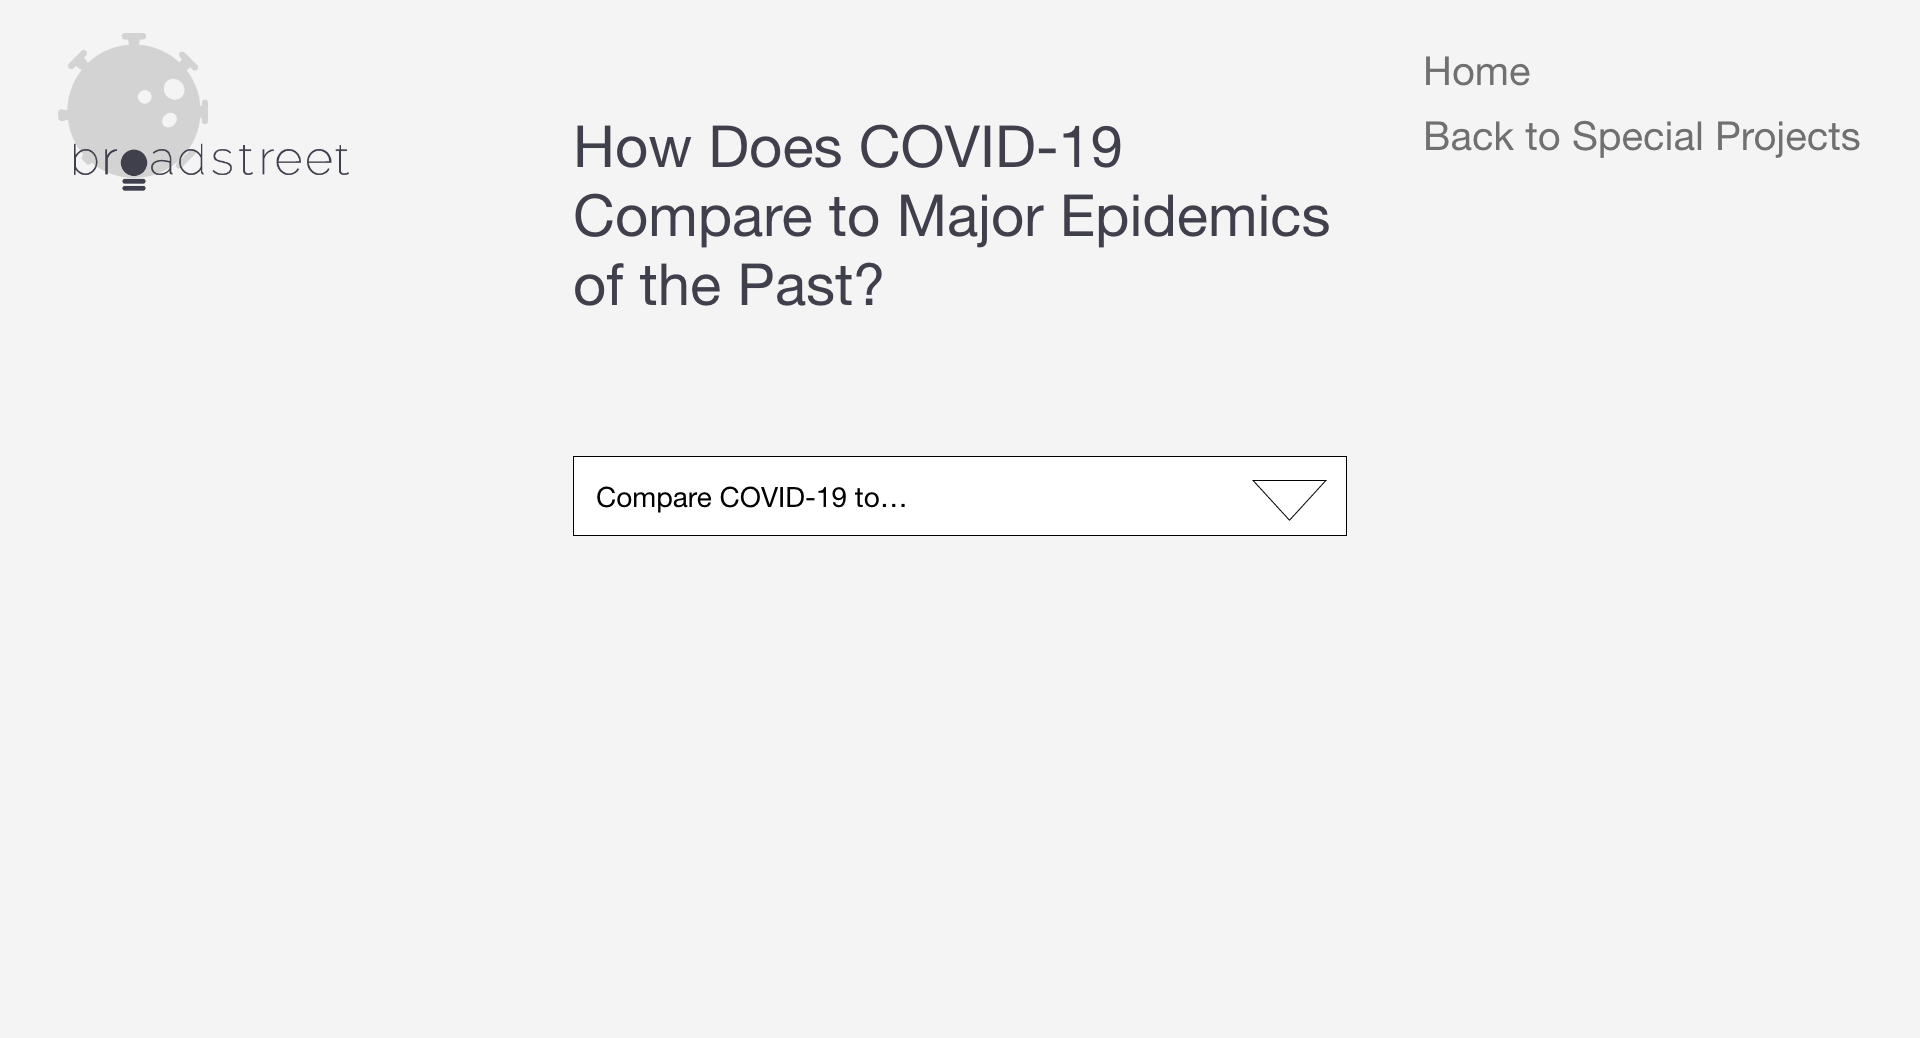 broadstreet
Home
Back to Special Projects
How Does COVID-19
Compare to Major Epidemics
of the Past?
Compare COVID-19 to...